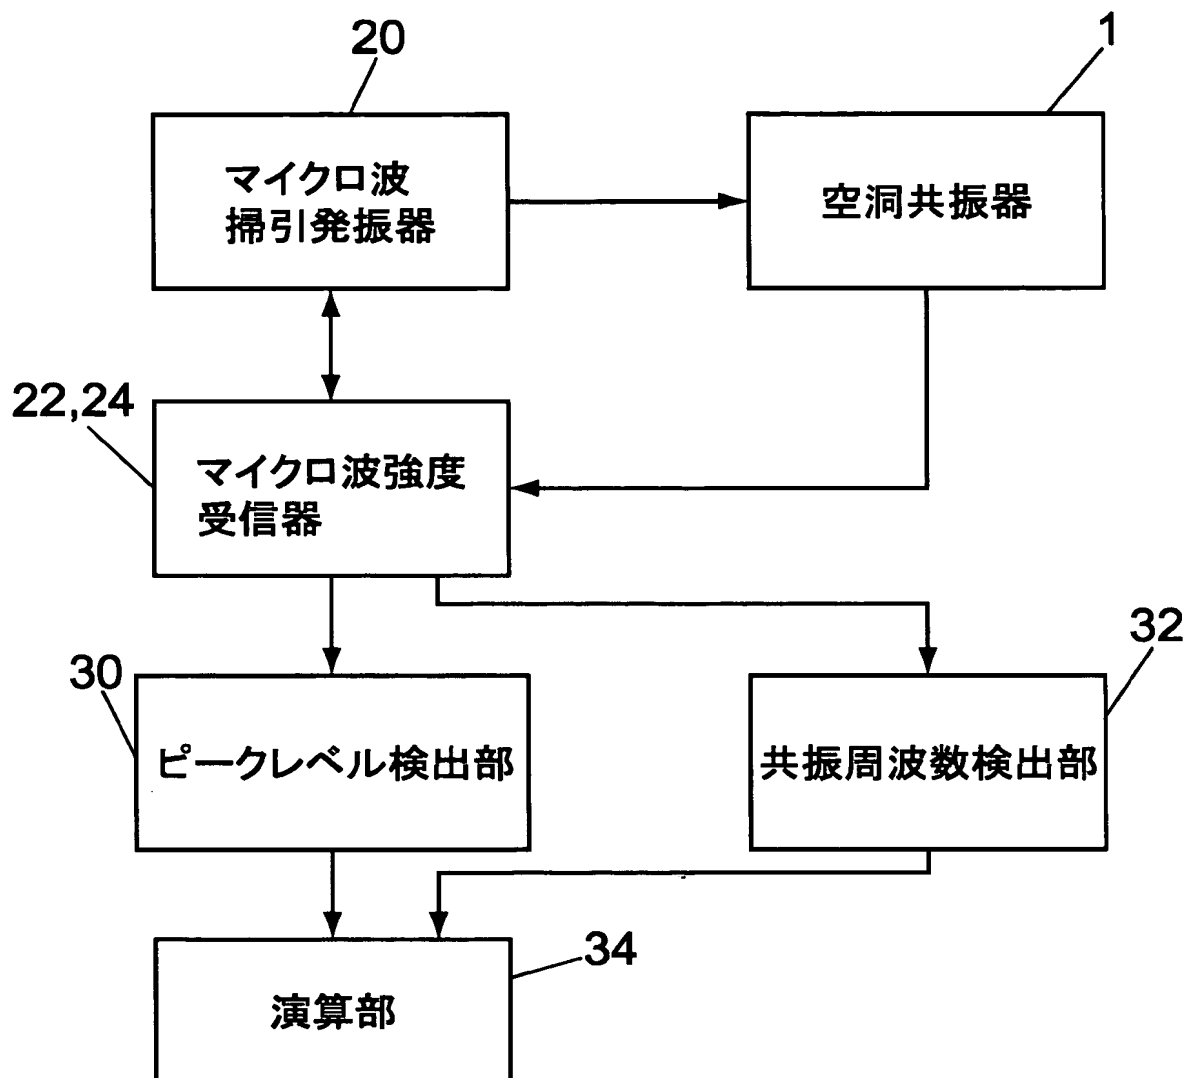 20
1
マイクロ波
掃引発振器
空洞共振器
22,24
マイクロ波強度
受信器
32
30
ピークレベル検出部
共振周波数検出部
34
演算部